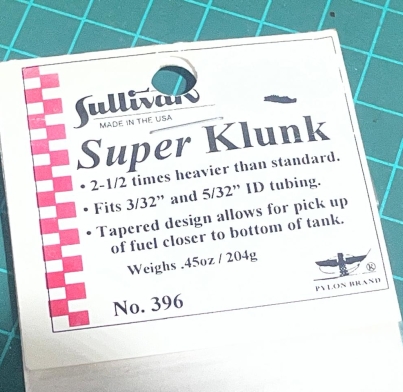 Sullivan
MADE IN THE USA
Super Klunk
• 2-1/2 times heavier than standard.
• Fits 3/32” and 5/32” ID tubing.
• Tapered design allows for pick up
of fuel closer to bottom of tank.
Weighs .45oz / 204g
No. 396
®
PYLON BRAND